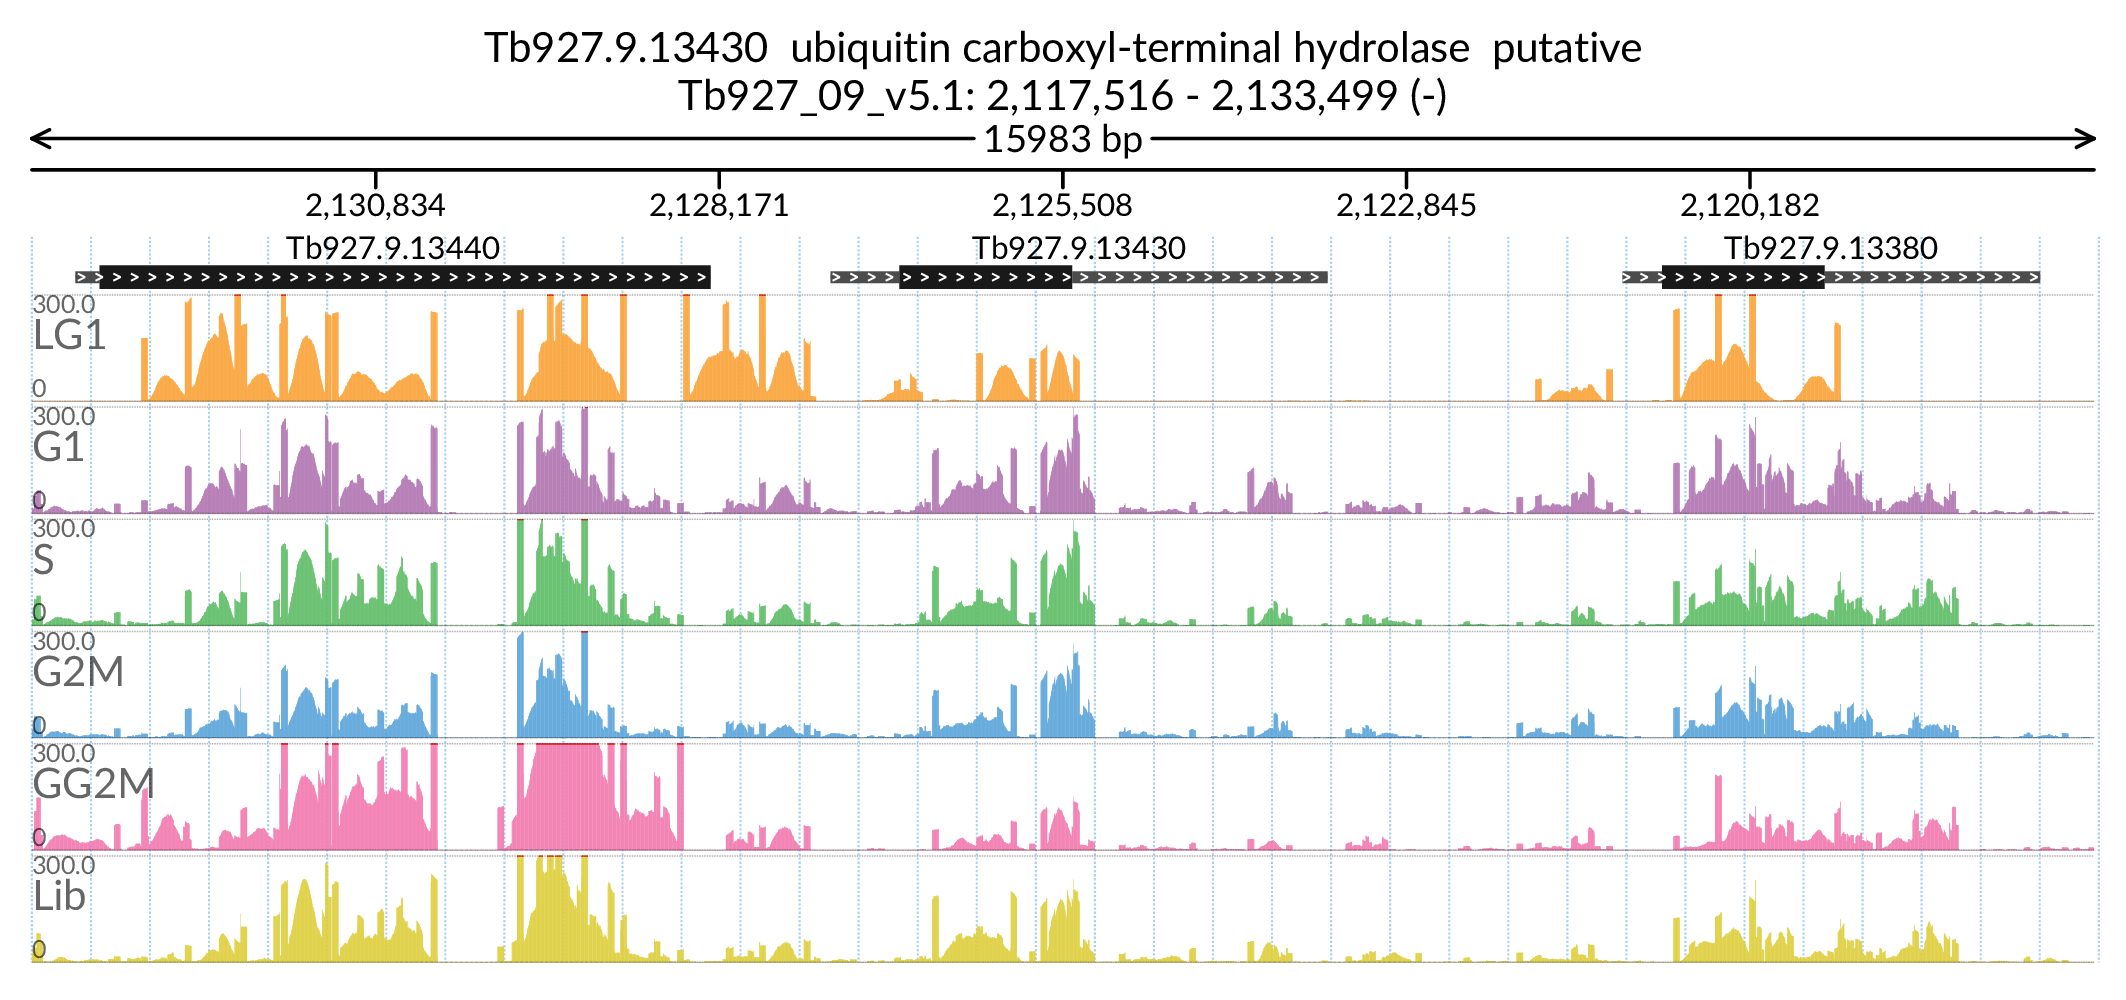 Tb927.9.13430  ubiquitin carboxyl-terminal hydrolase  putative
Tb927_09_v5.1: 2,117,516 - 2,133,499 (-)
15983 bp
2,130,834 2,128,171 2,125,508 2,122,845 2,120,182
Tb927.9.13440 Tb927.9.13430 Tb927.9.13380
300.0
LG1
0
300.0
G1
0
300.0
S
0
300.0
G2M
0
300.0
GG2M
0
300.0
Lib
0